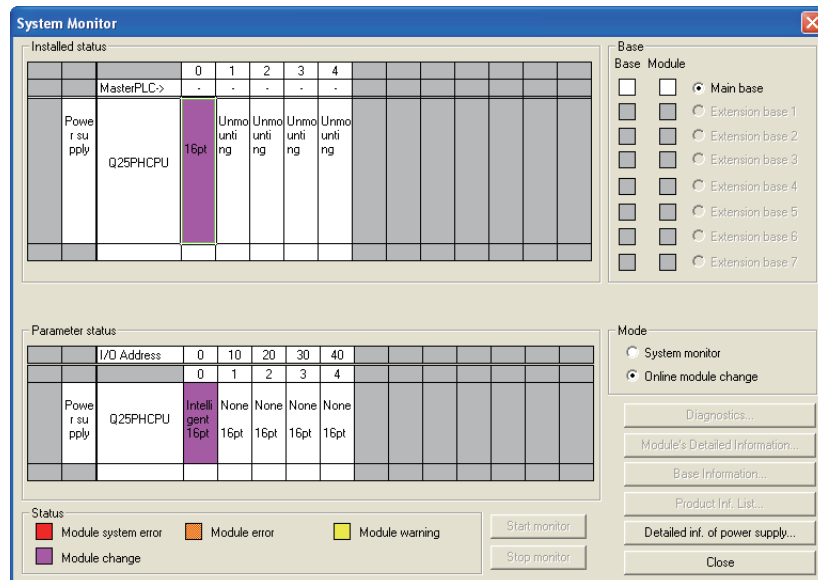 System Monitor
Installed status
0 1 2 3 4
MasterPLC-> - - - - -
Powe
r su
pply
Q25PHCPU
16pt
Unmo
unti
ng
Unmo
unti
ng
Unmo
unti
ng
Unmo
unti
ng
Base
Base Module
Main base
Extension base 1
Extension base 2
Extension base 3
Extension base 4
Extension base 5
Extension base 6
Extension base 7
Parameter status
I/O Address 0 10 20 30 40
0 1 2 3 4
Powe
r su
pply
Q25PHCPU
Intelli
gent
16pt
None
16pt
None
16pt
None
16pt
None
16pt
Mode
System monitor
Online module change
Diagnostics...
Module's Detailed Information...
Base Information...
Product Inf. List...
Detailed inf. of power supply...
Close
Status
Module system error
Module error
Module warning
Module change
Start monitor
Stop monitor